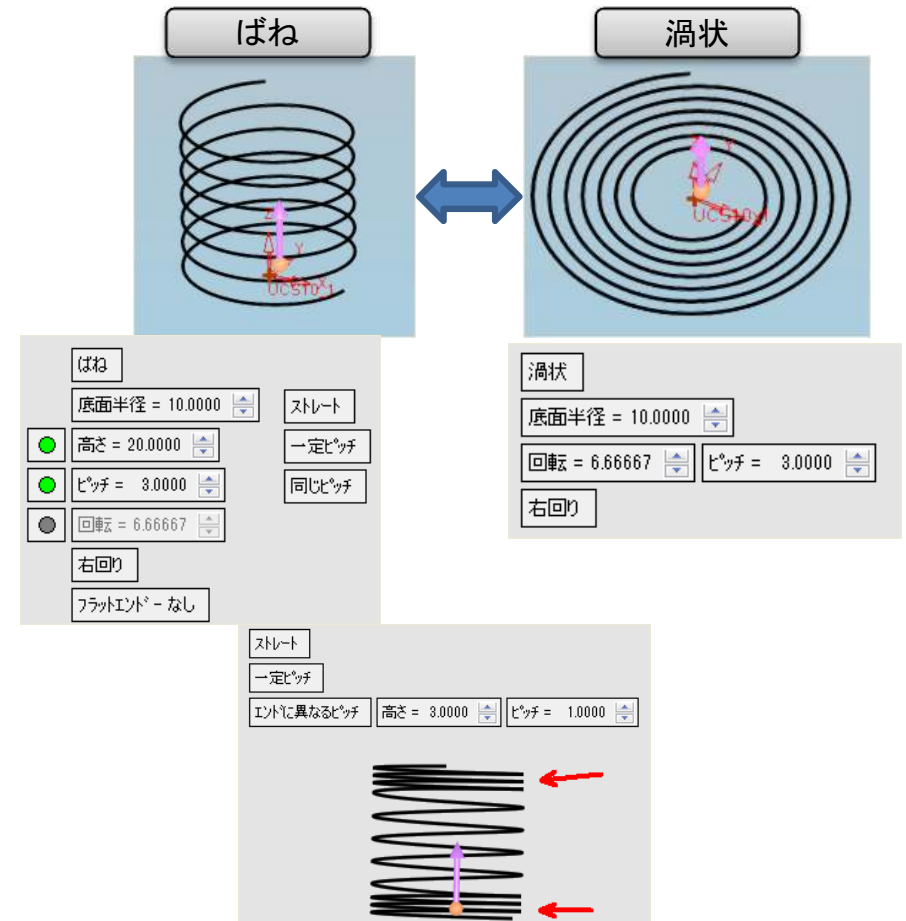 ばね
渦状
Z
Y
X
UCS10_1
Z
Y
UCS10_1
ばね
底面半径 = 10.0000
ストレート
高さ = 20.0000
一定ピッチ
ピッチ = 3.0000
同じピッチ
回転 = 6.66667
右回り
フラットエンド - なし
渦状
底面半径 = 10.0000
回転 = 6.66667
ピッチ = 3.0000
右回り
ストレート
一定ピッチ
エンドに異なるピッチ
高さ = 3.0000
ピッチ = 1.0000